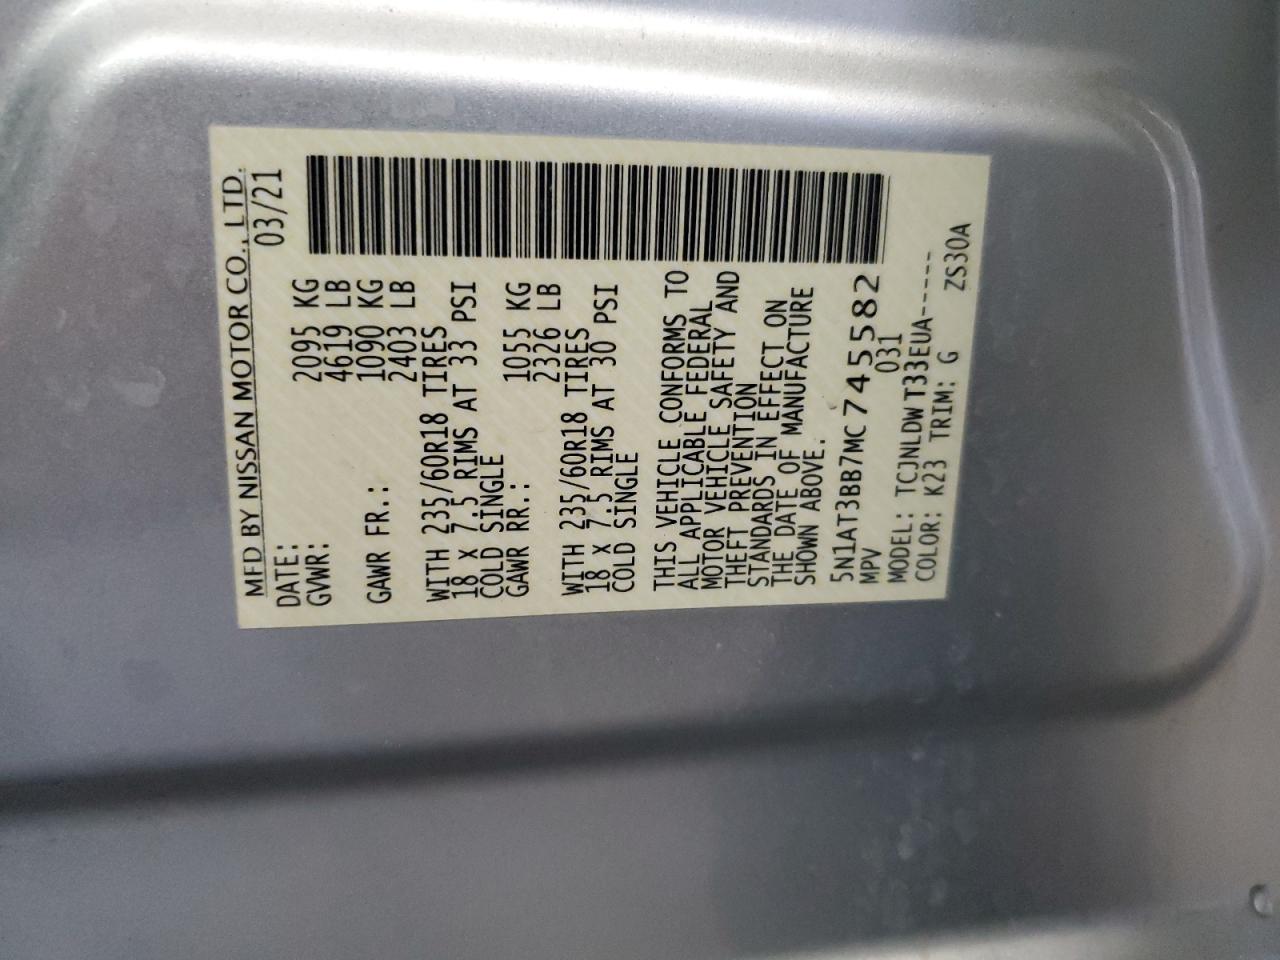 MFD BY NISSAN MOTOR CO., LTD.
DATE: 03/21
GVWR: 2095 KG
4619 LB
GAWR FR.: 1090 KG
2403 LB
WITH 235/60R18 TIRES
18 X 7.5 RIMS AT 33 PSI
COLD SINGLE
GAWR RR.: 1055 KG
2326 LB
WITH 235/60R18 TIRES
18 X 7.5 RIMS AT 30 PSI
COLD SINGLE
THIS VEHICLE CONFORMS TO
ALL APPLICABLE FEDERAL
MOTOR VEHICLE SAFETY AND
THEFT PREVENTION
STANDARDS IN EFFECT ON
THE DATE OF MANUFACTURE
SHOWN ABOVE.
5N1AT3BB7MC745582
MPV 031
MODEL: TCJNLDWT33EUA-----
COLOR: K23 TRIM: G ZS30A